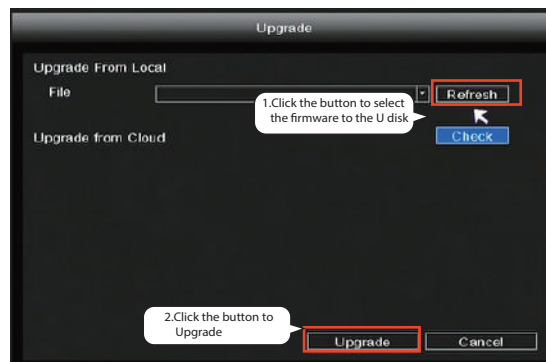 Upgrade
Upgrade From Local
File
Refresh
1.Click the button to select
the firmware to the U disk
Upgrade from Cloud
Check
2.Click the button to
Upgrade
Upgrade
Cancel